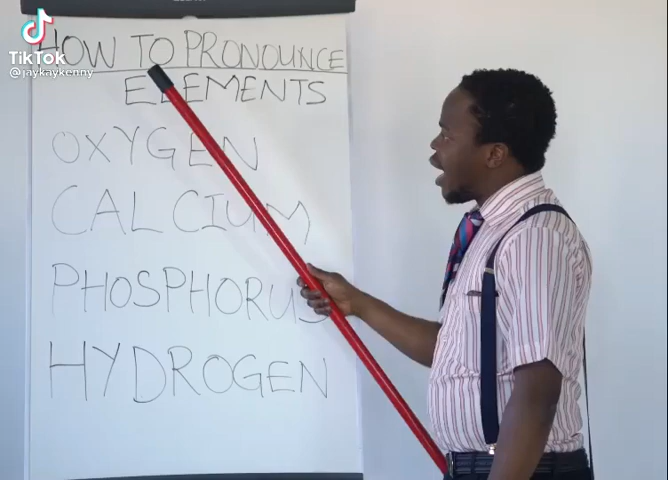 TikTok
@jaykaykenny
HOW TO PRONOUNCE
ELEMENTS
OXYGEN
CALCIUM
PHOSPHORUS
HYDROGEN